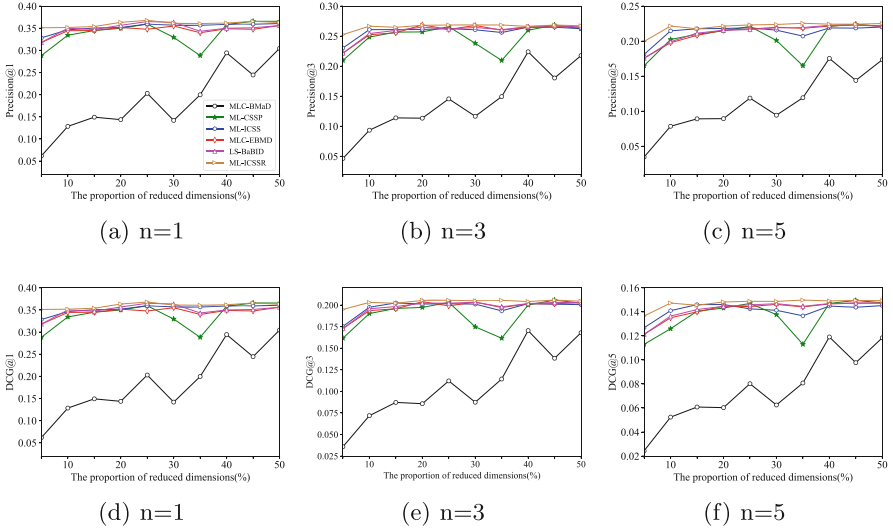 0.40
0.35
0.30
0.25
0.20
0.15
0.10
0.05
Precision@1
MLC-BMaD
ML-CSSP
ML-ICSS
MLC-EBMD
LS-BaBID
ML-ICSSR
10 20 30 40 50
The proportion of reduced dimensions(%)
(a) n=1
0.30
0.25
0.20
0.15
0.10
0.05
Precision@3
10 20 30 40 50
The proportion of reduced dimensions(%)
(b) n=3
0.25
0.20
0.15
0.10
0.05
Precision@5
10 20 30 40 50
The proportion of reduced dimensions(%)
(c) n=5
0.40
0.35
0.30
0.25
0.20
0.15
0.10
0.05
DCG@1
10 20 30 40 50
The proportion of reduced dimensions(%)
(d) n=1
0.200
0.175
0.150
0.125
0.100
0.075
0.050
0.025
DCG@3
10 20 30 40 50
The proportion of reduced dimensions(%)
(e) n=3
0.16
0.14
0.12
0.10
0.08
0.06
0.04
0.02
DCG@5
10 20 30 40 50
The proportion of reduced dimensions(%)
(f) n=5